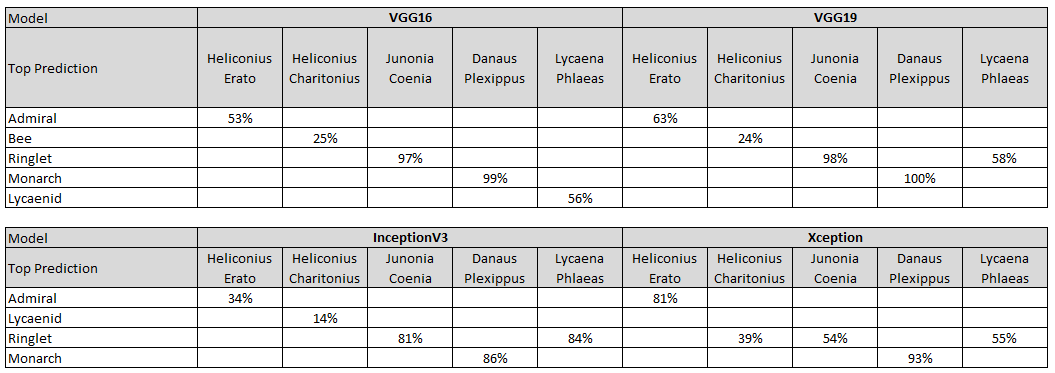 Model VGG16 VGG19
Top Prediction Heliconius Erato Heliconius Charitonius Junonia Coenia Danaus Plexippus Lycaena Phlaeas Heliconius Erato Heliconius Charitonius Junonia Coenia Danaus Plexippus Lycaena Phlaeas
Admiral 53% 63%
Bee 25% 24%
Ringlet 97% 98% 58%
Monarch 99% 100%
Lycaenid 56%
Model InceptionV3 Xception
Top Prediction Heliconius Erato Heliconius Charitonius Junonia Coenia Danaus Plexippus Lycaena Phlaeas Heliconius Erato Heliconius Charitonius Junonia Coenia Danaus Plexippus Lycaena Phlaeas
Admiral 34% 81%
Lycaenid 14%
Ringlet 81% 84% 39% 54% 55%
Monarch 86% 93%